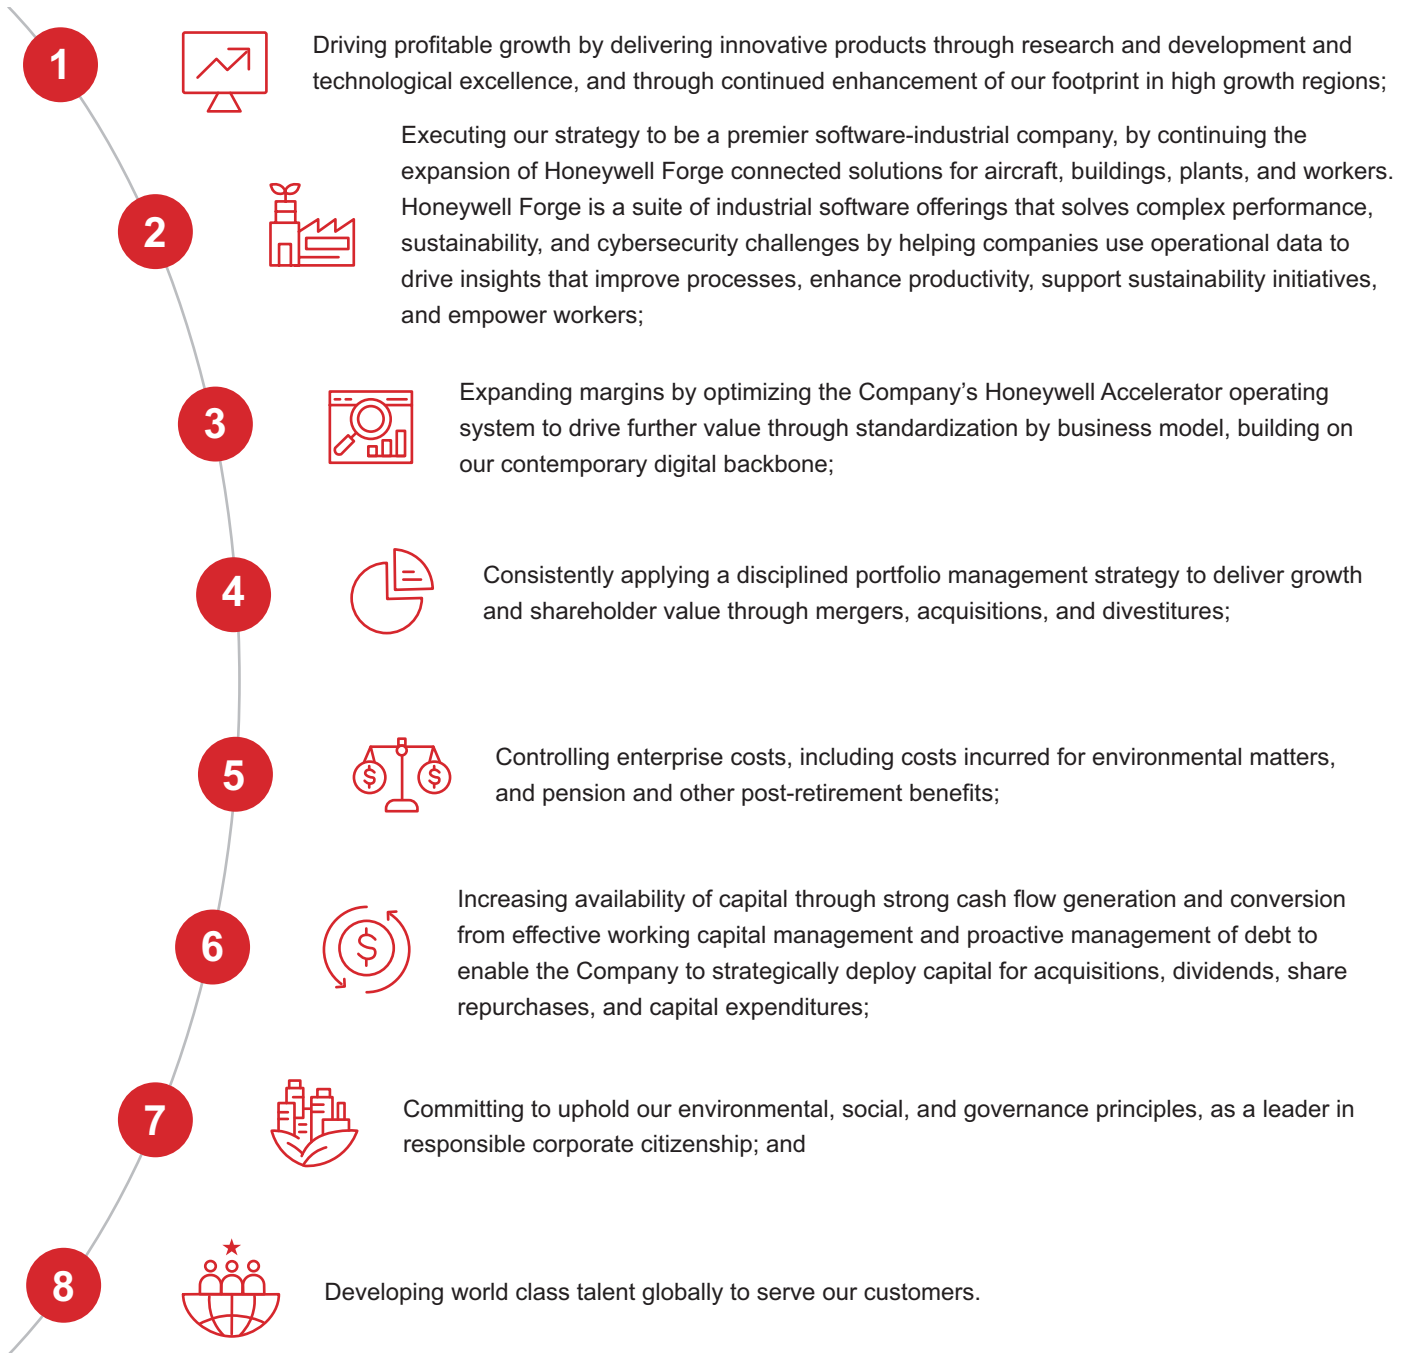 1
Driving profitable growth by delivering innovative products through research and development and
technological excellence, and through continued enhancement of our footprint in high growth regions;
2
Executing our strategy to be a premier software-industrial company, by continuing the
expansion of Honeywell Forge connected solutions for aircraft, buildings, plants, and workers.
Honeywell Forge is a suite of industrial software offerings that solves complex performance,
sustainability, and cybersecurity challenges by helping companies use operational data to
drive insights that improve processes, enhance productivity, support sustainability initiatives,
and empower workers;
3
Expanding margins by optimizing the Company’s Honeywell Accelerator operating
system to drive further value through standardization by business model, building on
our contemporary digital backbone;
4
Consistently applying a disciplined portfolio management strategy to deliver growth
and shareholder value through mergers, acquisitions, and divestitures;
5
$ $
Controlling enterprise costs, including costs incurred for environmental matters,
and pension and other post-retirement benefits;
6
$
Increasing availability of capital through strong cash flow generation and conversion
from effective working capital management and proactive management of debt to
enable the Company to strategically deploy capital for acquisitions, dividends, share
repurchases, and capital expenditures;
7
Committing to uphold our environmental, social, and governance principles, as a leader in
responsible corporate citizenship; and
8
Developing world class talent globally to serve our customers.